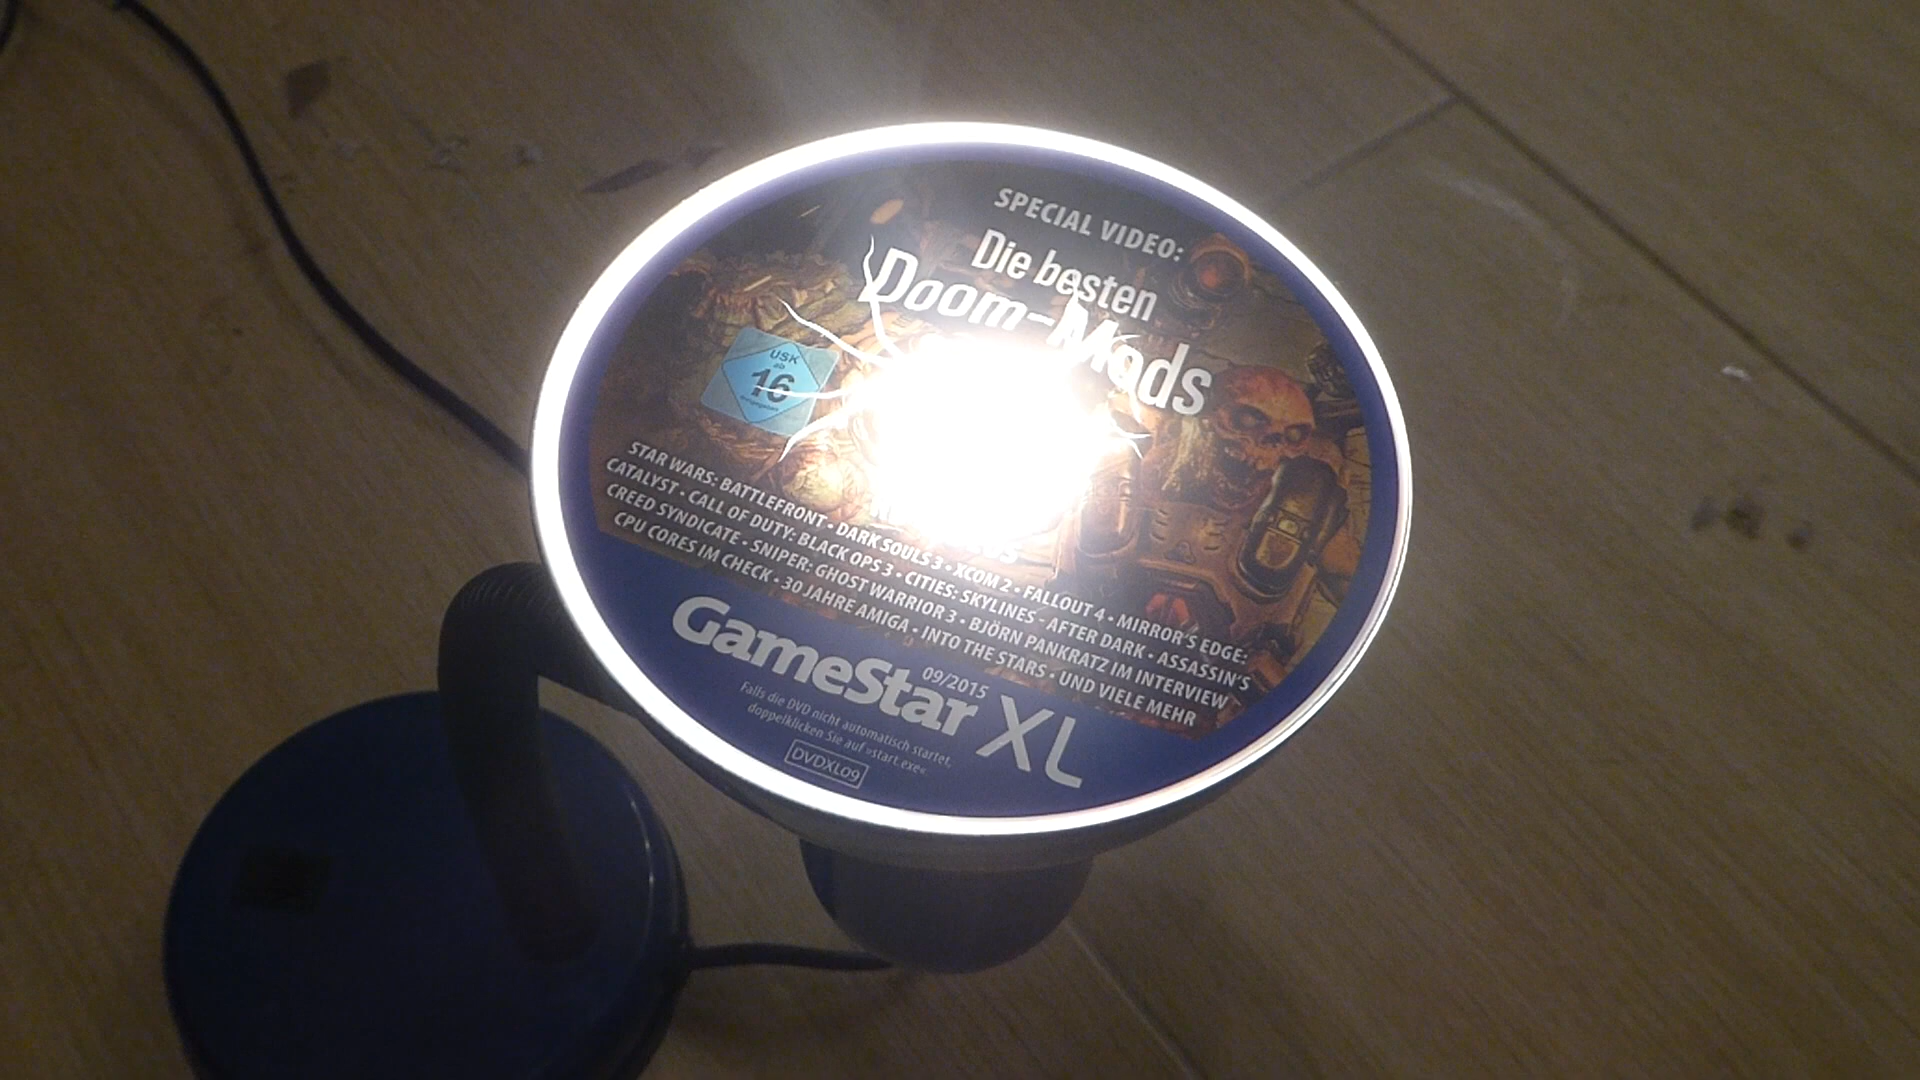 SPECIAL VIDEO:
Die besten
Doom-Mods
USK
ab
16
freigegeben
STAR WARS: BATTLEFRONT • DARK SOULS 3 • XCOM 2 • FALLOUT 4 • MIRROR'S EDGE:
CATALYST • CALL OF DUTY: BLACK OPS 3 • CITIES: SKYLINES - AFTER DARK • ASSASSIN'S
CREED SYNDICATE • SNIPER: GHOST WARRIOR 3 • BJÖRN PANKRATZ IM INTERVIEW
CPU CORES IM CHECK • 30 JAHRE AMIGA • INTO THE STARS • UND VIELE MEHR
09/2015
GameStar XL
Falls die DVD nicht automatisch startet,
doppelklicken Sie auf »start.exe«
DVDXL09